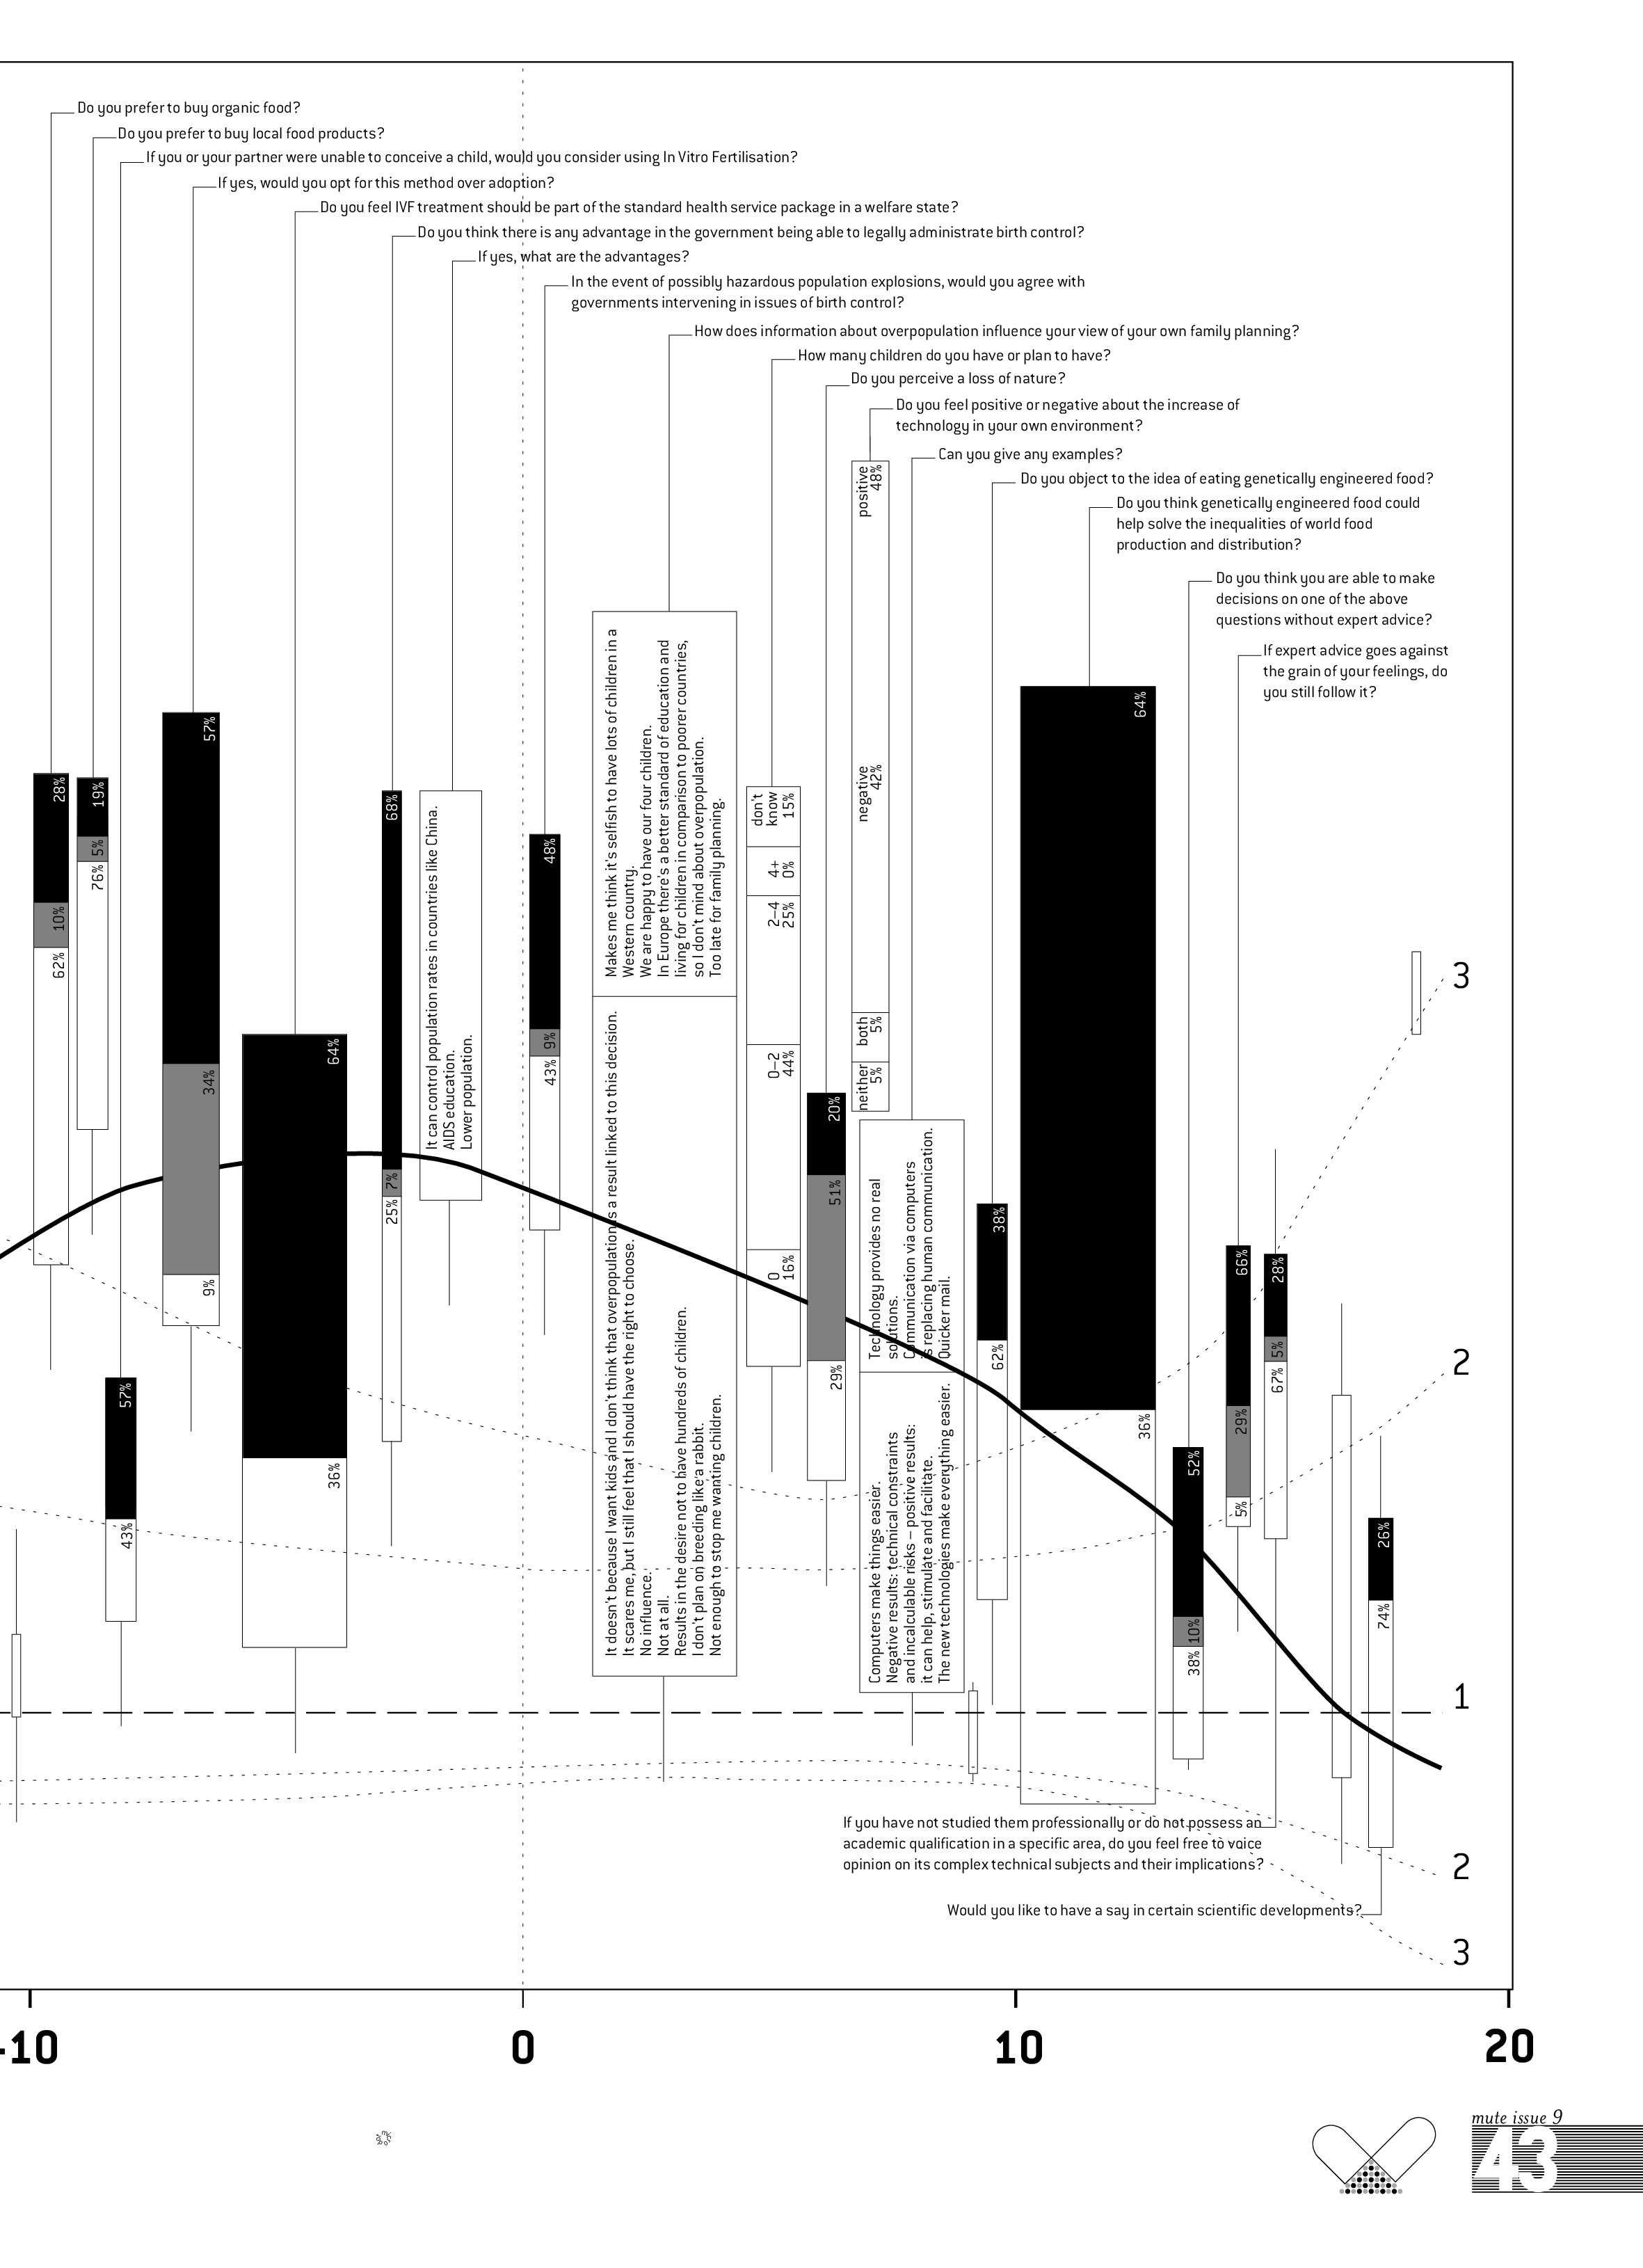 Do you prefer to buy organic food?
Do you prefer to buy local food products?
If you or your partner were unable to conceive a child, would you consider using In Vitro Fertilisation?
If yes, would you opt for this method over adoption?
Do you feel IVF treatment should be part of the standard health service package in a welfare state?
Do you think there is any advantage in the government being able to legally administrate birth control?
If yes, what are the advantages?
In the event of possibly hazardous population explosions, would you agree with
governments intervening in issues of birth control?
How does information about overpopulation influence your view of your own family planning?
How many children do you have or plan to have?
Do you perceive a loss of nature?
Do you feel positive or negative about the increase of
technology in your own environment?
Can you give any examples?
Do you object to the idea of eating genetically engineered food?
Do you think genetically engineered food could
help solve the inequalities of world food
production and distribution?
Do you think you are able to make
decisions on one of the above
questions without expert advice?
If expert advice goes against
the grain of your feelings, do
you still follow it?
28%
10%
62%
19%
5%
76%
57%
43%
57%
34%
9%
64%
36%
68%
7%
25%
It can control population rates in countries like China.
AIDS education.
Lower population.
48%
9%
43%
Makes me think it's selfish to have lots of children in a
Western country.
We are happy to have our four children.
In Europe there's a better standard of education and
living for children in comparison to poorer countries,
so I don't mind about overpopulation.
Too late for family planning.
It doesn't because I want kids and I don't think that overpopulation is a result linked to this decision.
It scares me, but I still feel that I should have the right to choose.
No influence.
Not at all.
Results in the desire not to have hundreds of children.
I don't plan on breeding like a rabbit.
Not enough to stop me wanting children.
don't
know
15%
4+
0%
2–4
25%
0–2
44%
0
16%
20%
51%
29%
positive
48%
negative
42%
both
5%
neither
5%
Technology provides no real
solutions.
Communication via computers
is replacing human communication.
Quicker mail.
Computers make things easier.
Negative results: technical constraints
and incalculable risks – positive results:
it can help, stimulate and facilitate.
The new technologies make everything easier.
38%
62%
64%
36%
52%
10%
38%
66%
29%
5%
28%
5%
67%
26%
74%
3
2
1
2
3
If you have not studied them professionally or do not possess an
academic qualification in a specific area, do you feel free to voice
opinion on its complex technical subjects and their implications?
Would you like to have a say in certain scientific developments?
-10
0
10
20
mute issue 9
43